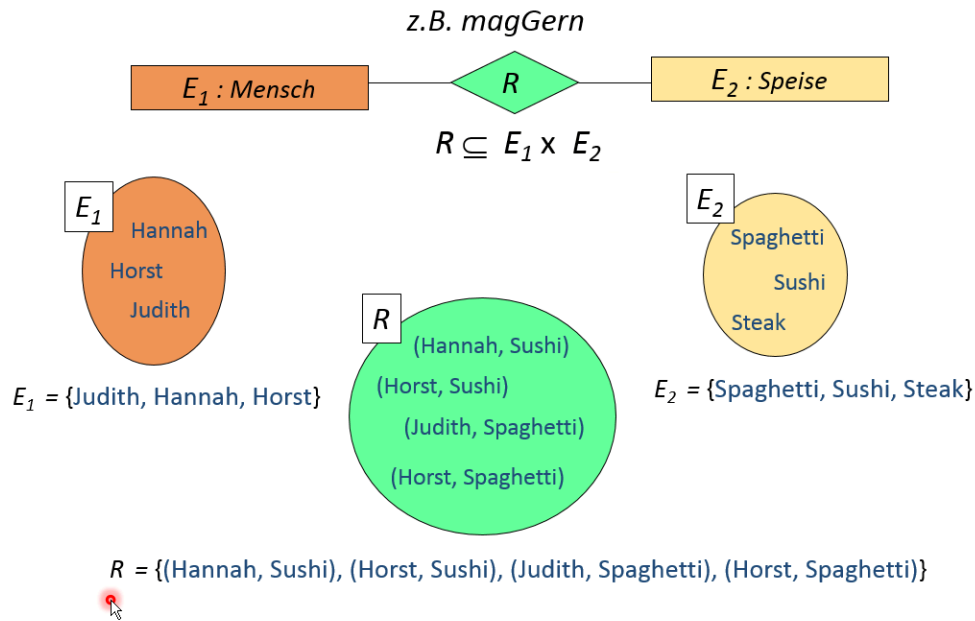 z.B. magGern
E₁ : Mensch
R
E₂ : Speise
R ⊆ E₁ x E₂
E₁
Hannah
Horst
Judith
E₁ = {Judith, Hannah, Horst}
R
(Hannah, Sushi)
(Horst, Sushi)
(Judith, Spaghetti)
(Horst, Spaghetti)
E₂
Spaghetti
Sushi
Steak
E₂ = {Spaghetti, Sushi, Steak}
R = {(Hannah, Sushi), (Horst, Sushi), (Judith, Spaghetti), (Horst, Spaghetti)}